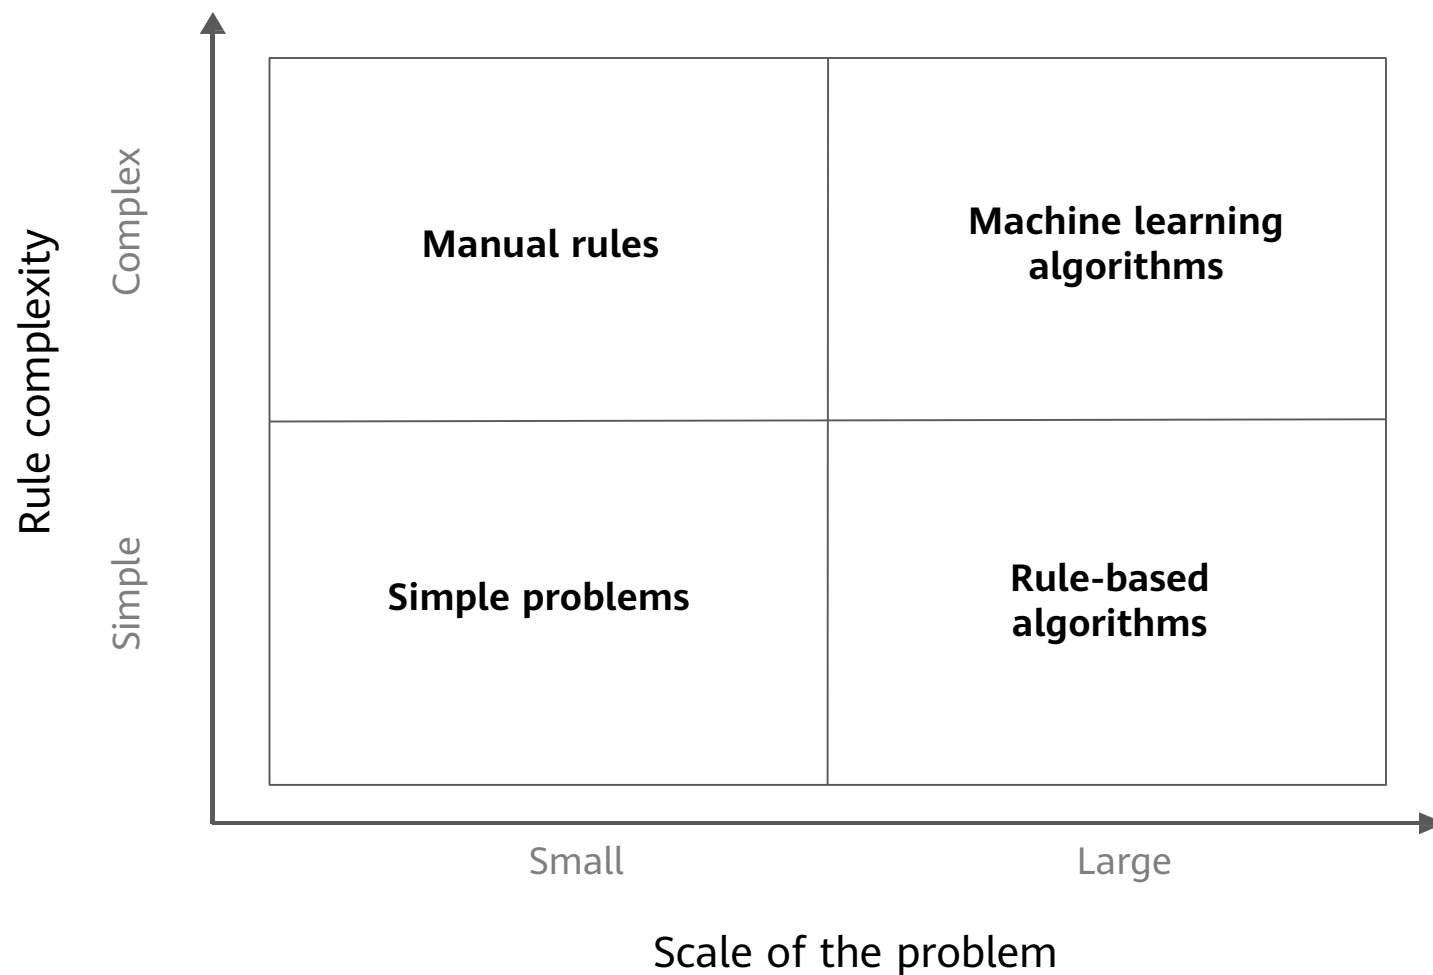 Rule complexity
Complex
Simple
Manual rules
Machine learning
algorithms
Simple problems
Rule-based
algorithms
Small
Large
Scale of the problem